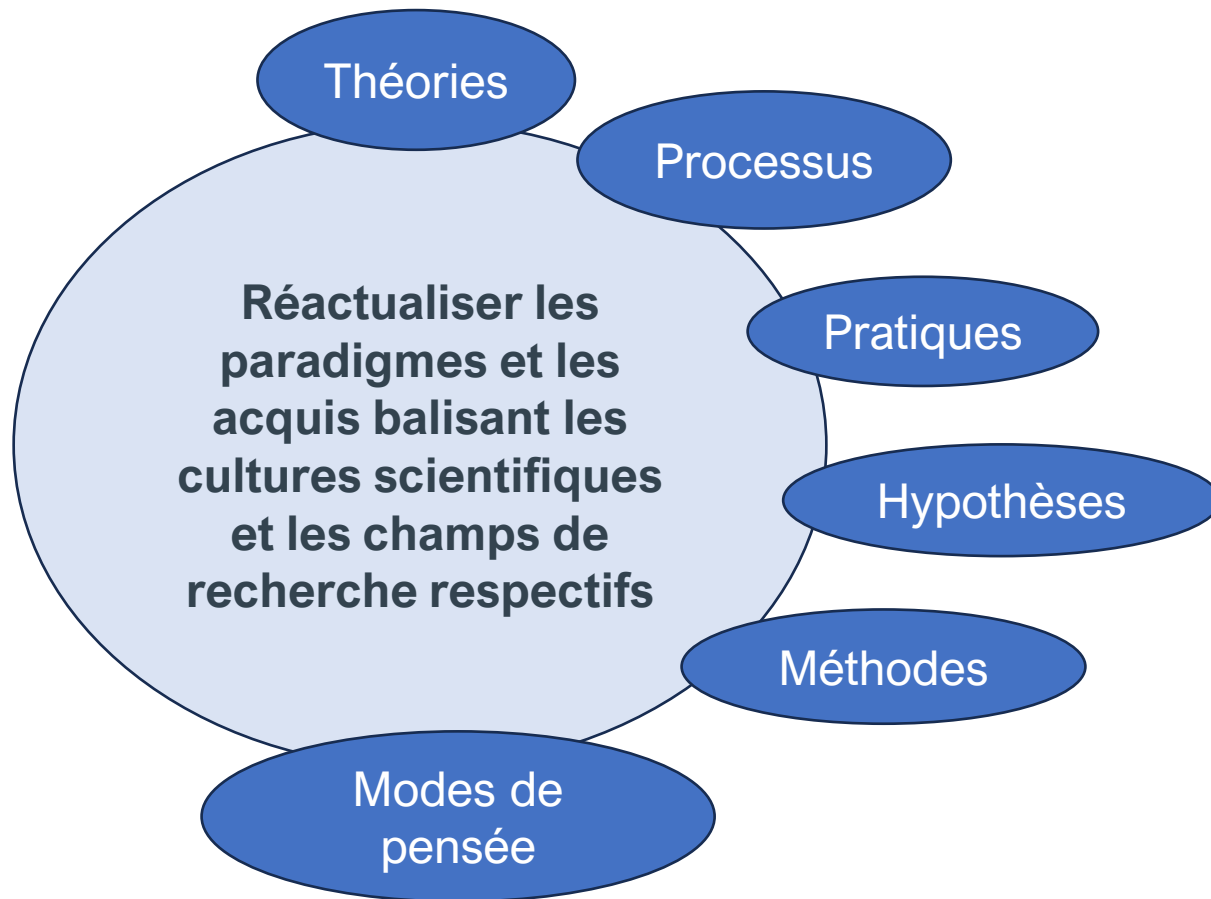 Théories
Processus
Réactualiser les
paradigmes et les
acquis balisant les
cultures scientifiques
et les champs de
recherche respectifs
Pratiques
Hypothèses
Méthodes
Modes de
pensée